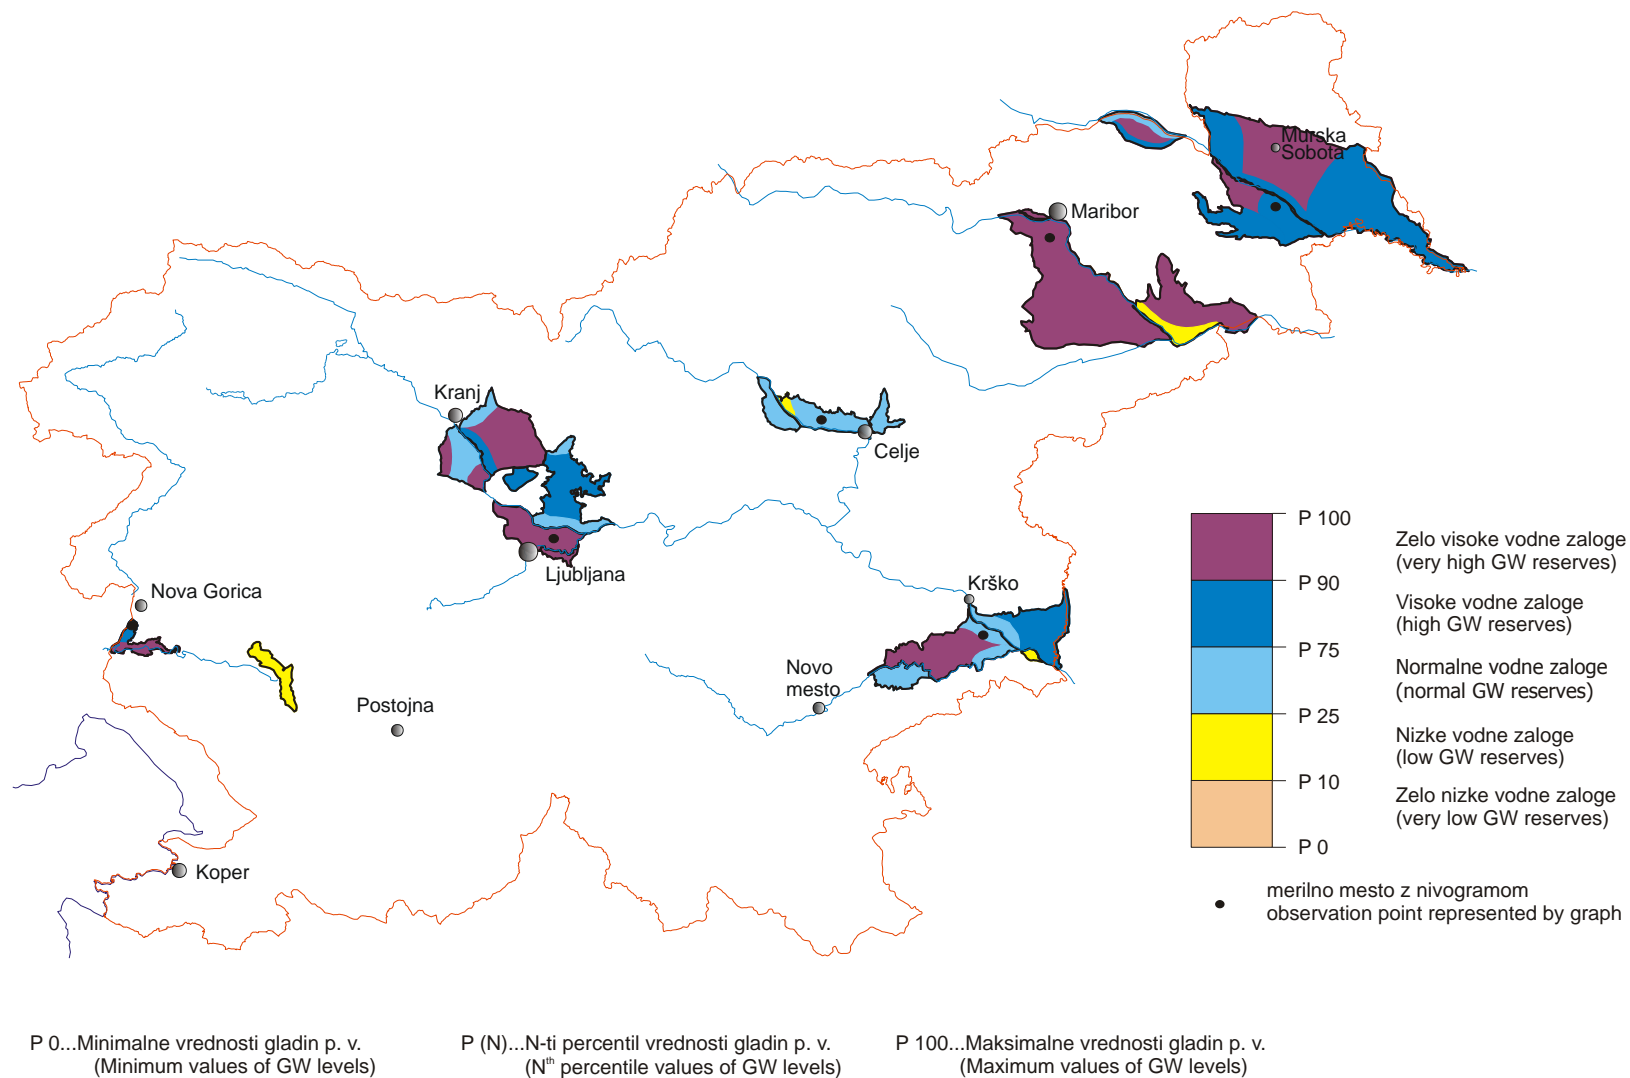 Murska
Sobota
Maribor
Kranj
Celje
Ljubljana
Nova Gorica
Krško
Novo
mesto
Postojna
Koper
P 100
Zelo visoke vodne zaloge
(very high GW reserves)
P 90
Visoke vodne zaloge
(high GW reserves)
P 75
Normalne vodne zaloge
(normal GW reserves)
P 25
Nizke vodne zaloge
(low GW reserves)
P 10
Zelo nizke vodne zaloge
(very low GW reserves)
P 0
merilno mesto z nivogramom
observation point represented by graph
P 0...Minimalne vrednosti gladin p. v.
(Minimum values of GW levels)
P (N)...N-ti percentil vrednosti gladin p. v.
(Nth percentile values of GW levels)
P 100...Maksimalne vrednosti gladin p. v.
(Maximum values of GW levels)